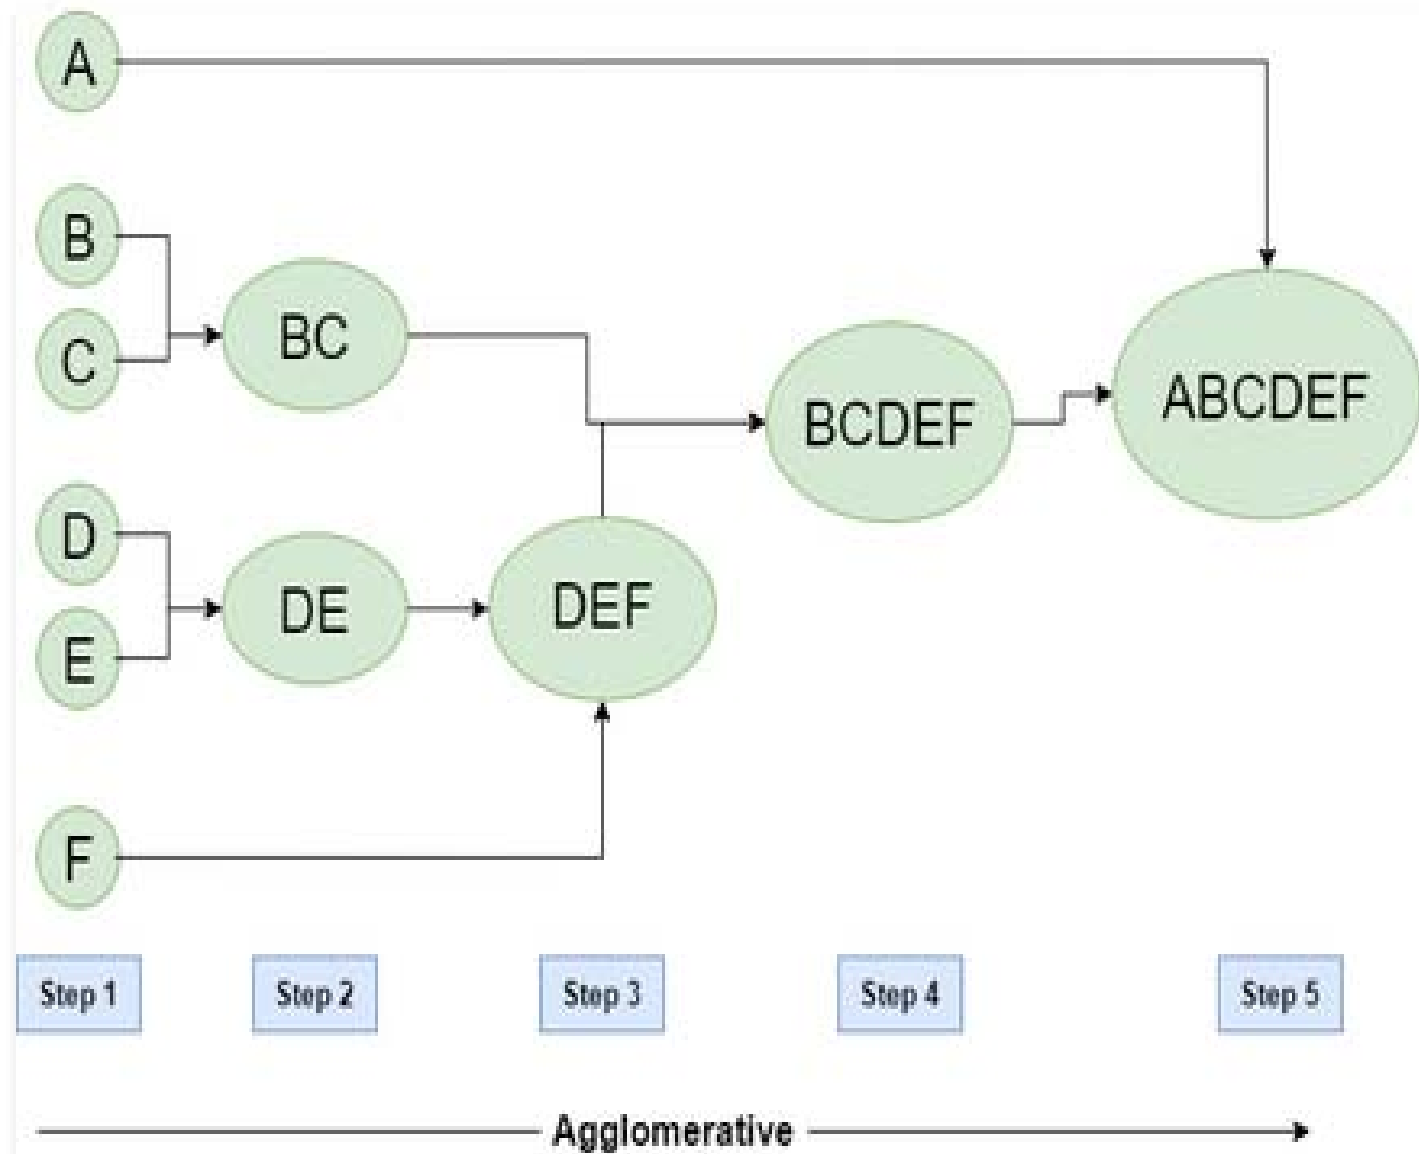 A
B
C
BC
D
E
DE
DEF
F
BCDEF
ABCDEF
Step 1
Step 2
Step 3
Step 4
Step 5
Agglomerative